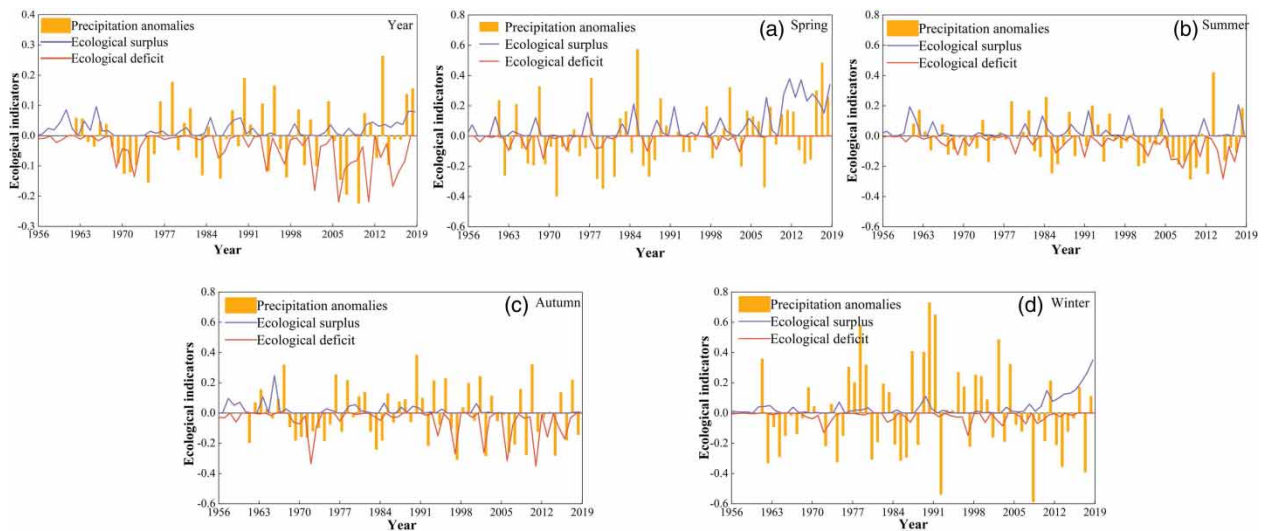 Precipitation anomalies
Year
Ecological surplus
Ecological deficit
Ecological indicators
0.4
0.3
0.2
0.1
0.0
-0.1
-0.2
-0.3
1956 1963 1970 1977 1984 1991 1998 2005 2012 2019
Year
Precipitation anomalies
(a) Spring
Ecological surplus
Ecological deficit
Ecological indicators
0.8
0.6
0.4
0.2
0.0
-0.2
-0.4
-0.6
1956 1963 1970 1977 1984 1991 1998 2005 2012 2019
Year
Precipitation anomalies
(b) Summer
Ecological surplus
Ecological deficit
Ecological indicators
0.8
0.6
0.4
0.2
0.0
-0.2
-0.4
-0.6
1956 1963 1970 1977 1984 1991 1998 2005 2012 2019
Year
Precipitation anomalies
(c) Autumn
Ecological surplus
Ecological deficit
Ecological indicators
0.8
0.6
0.4
0.2
0.0
-0.2
-0.4
-0.6
1956 1963 1970 1977 1984 1991 1998 2005 2012 2019
Year
Precipitation anomalies
(d) Winter
Ecological surplus
Ecological deficit
Ecological indicators
0.8
0.6
0.4
0.2
0.0
-0.2
-0.4
-0.6
1956 1963 1970 1977 1984 1991 1998 2005 2012 2019
Year